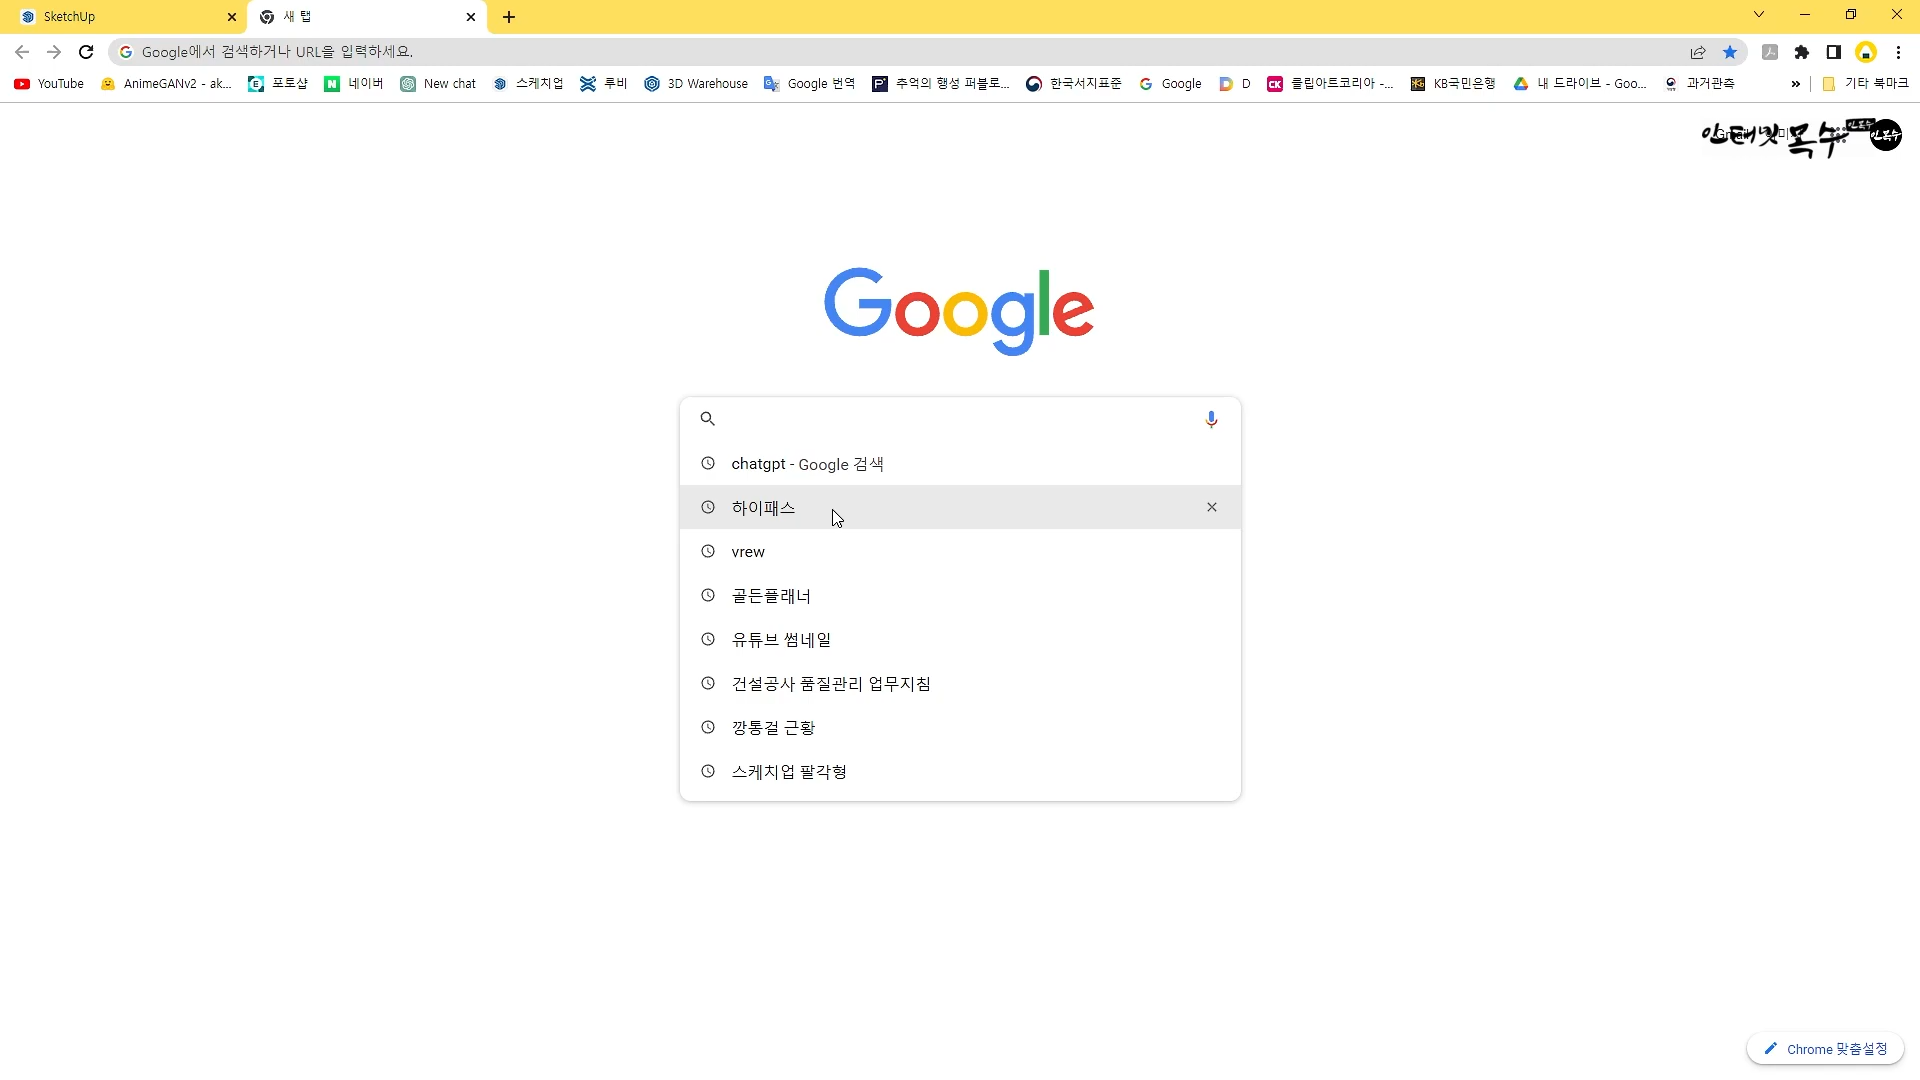 SketchUp
새 탭
Google에서 검색하거나 URL을 입력하세요.
YouTube
AnimeGANv2 - ak...
포토샵
네이버
New chat
스케치업
투비
3D Warehouse
Google 번역
추억의 행성 퍼블로...
한국서지표준
Google
D
클립아트코리아 -...
KB국민은행
내 드라이브 - Goo...
과거관측
기타 북마크
인테리어목수
Google
chatgpt - Google 검색
하이패스
vrew
골든플래너
유튜브 썸네일
건설공사 품질관리 업무지침
깡통걸 근황
스케치업 팔각형
Chrome 맞춤설정